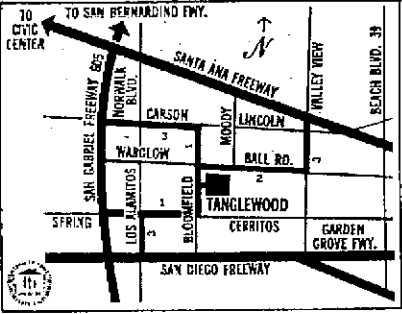 TO CIVIC CENTER
TO SAN BERNARDINO FWY.
N
SANTA ANA FREEWAY
SAN GABRIEL FREEWAY 605
NORWALK BLVD.
VALLEY VIEW
BEACH BLVD. 39
CARSON
LINCOLN
MOODY
3
1
WARGLOW
BALL RD.
3
2
LOS ALAMITOS
BLOOMFIELD
TANGLEWOOD
1
SPRING
3
CERRITOS
GARDEN GROVE FWY.
SAN DIEGO FREEWAY